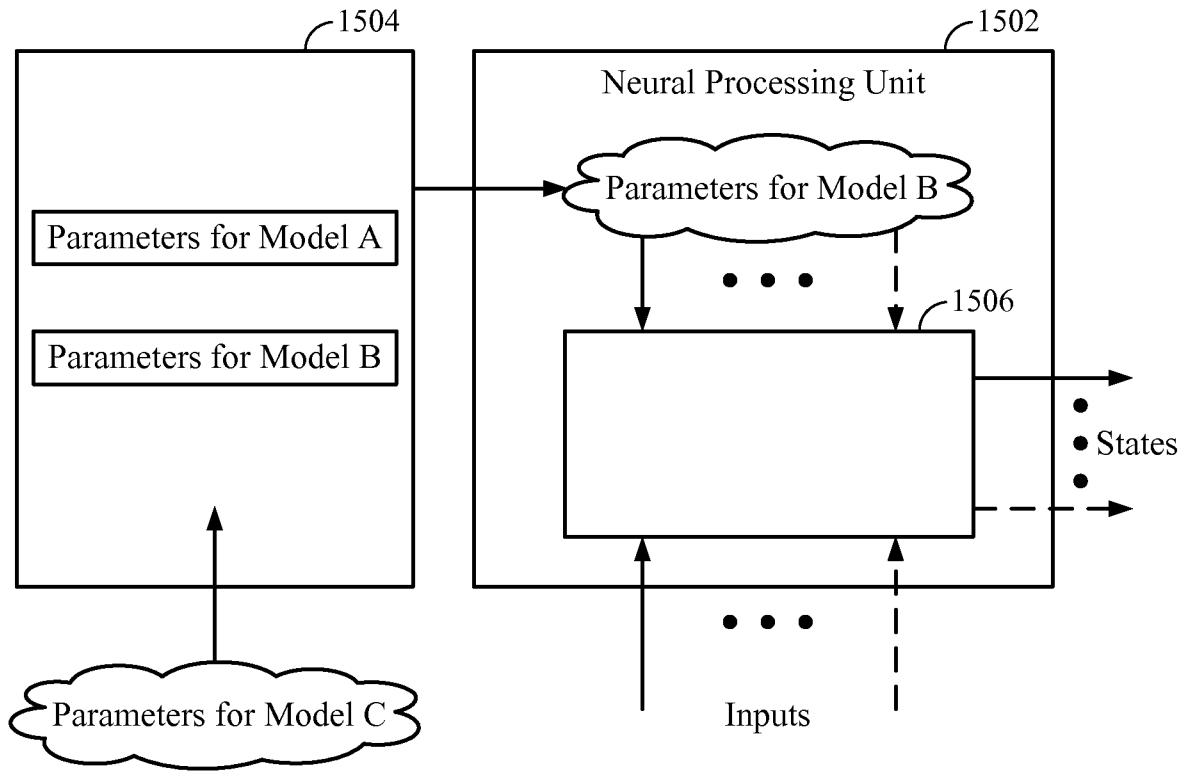 1504
1502
Neural Processing Unit
Parameters for Model B
Parameters for Model A
1506
Parameters for Model B
States
Parameters for Model C
Inputs